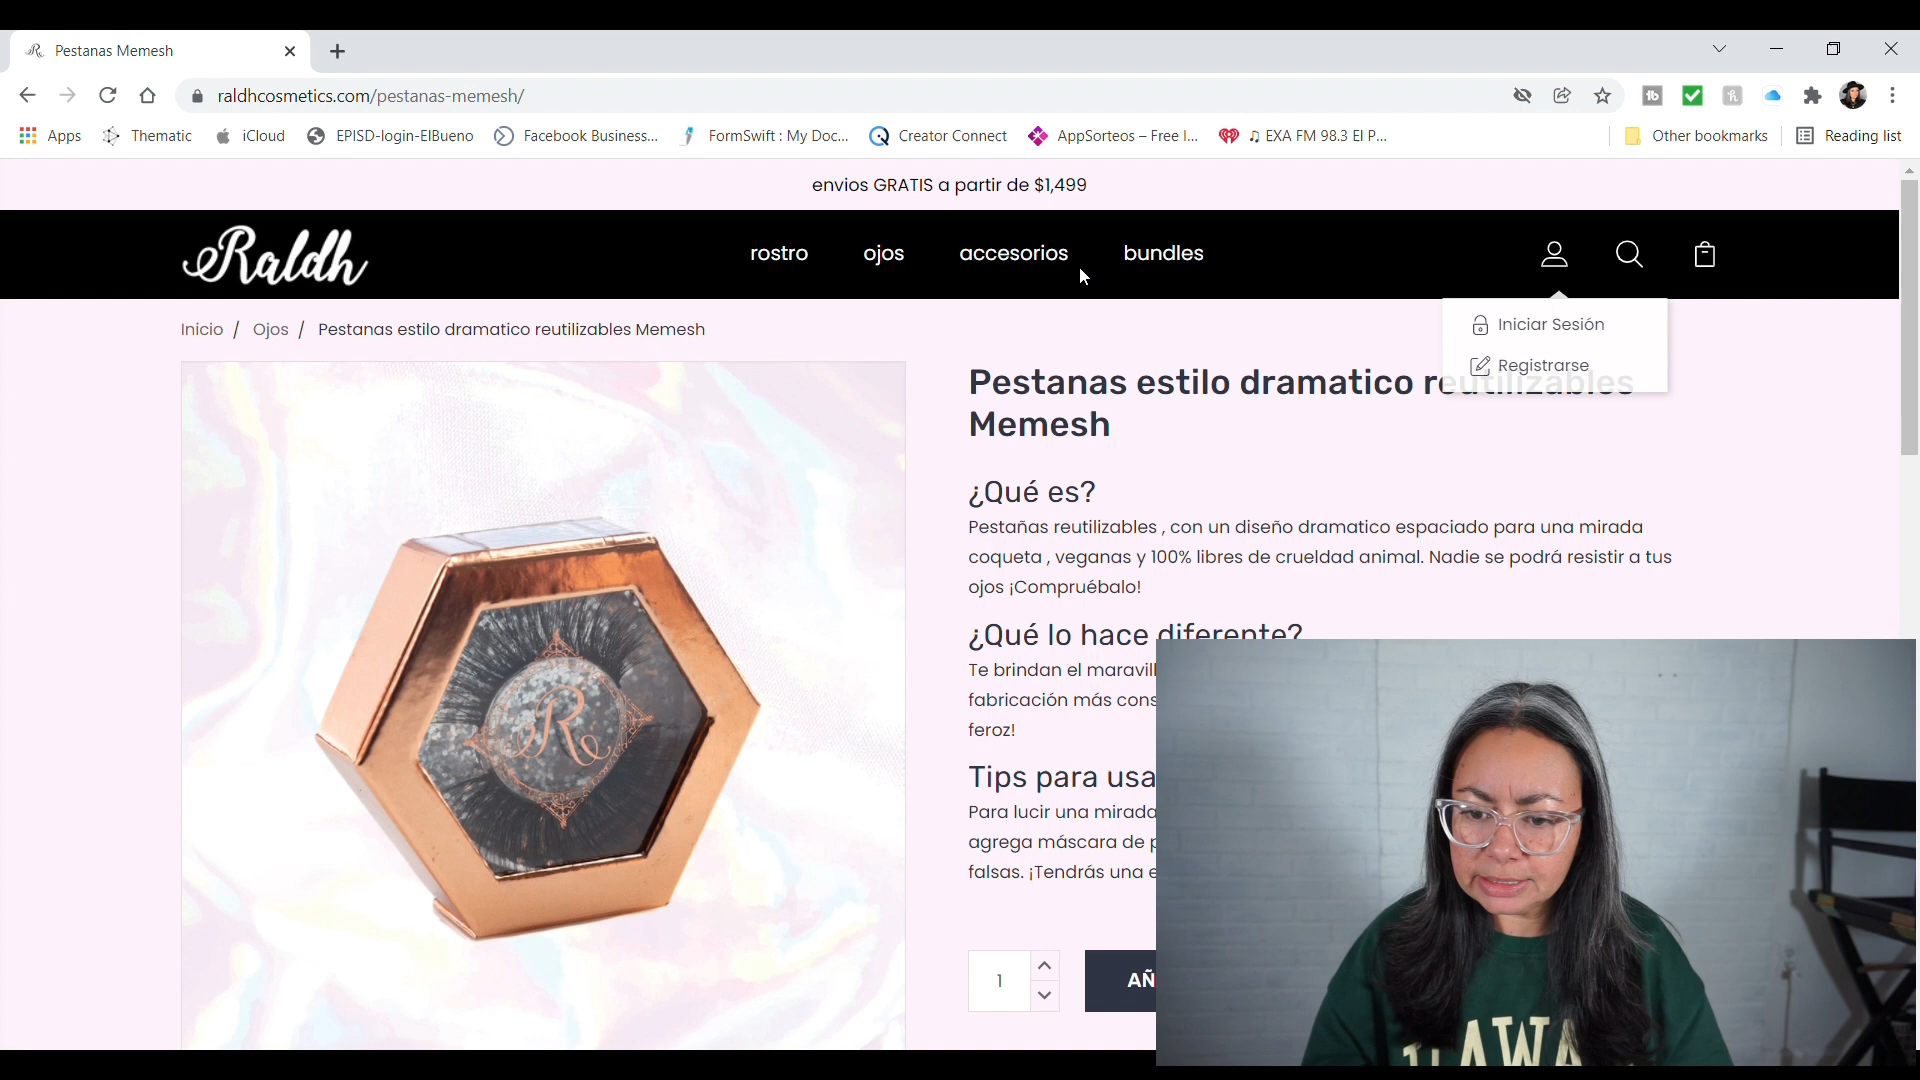 Pestanas Memesh
raldhcosmetics.com/pestanas-memesh/
Apps Thematic iCloud EPISD-login-ElBueno Facebook Business... FormSwift : My Doc... Creator Connect AppSorteos – Free I... ♫ EXA FM 98.3 El P... Other bookmarks Reading list
envios GRATIS a partir de $1,499
Raldh rostro ojos accesorios bundles
Iniciar Sesión
Registrarse
Inicio / Ojos / Pestanas estilo dramatico reutilizables Memesh
Pestanas estilo dramatico reutilizables
Memesh
¿Qué es?
Pestañas reutilizables , con un diseño dramatico espaciado para una mirada
coqueta , veganas y 100% libres de crueldad animal. Nadie se podrá resistir a tus
ojos ¡Compruébalo!
¿Qué lo hace diferente?
Te brindan el maravill
fabricación más cons
feroz!
Tips para usa
Para lucir una mirada
agrega máscara de p
falsas. ¡Tendrás una e
1
AÑ
R